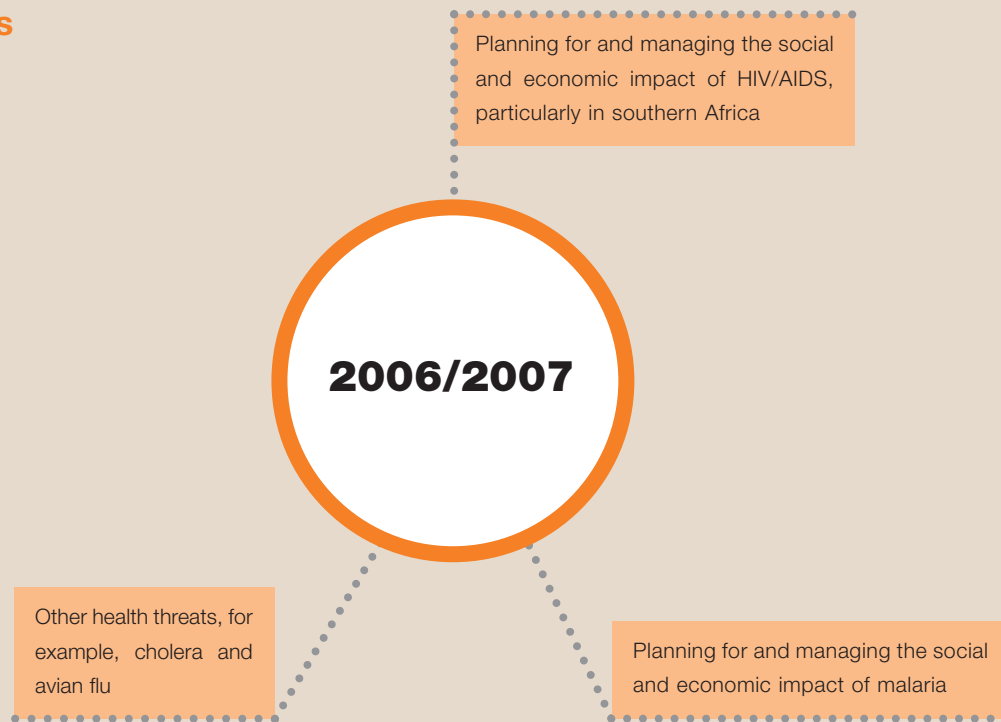 s
Planning for and managing the social
and economic impact of HIV/AIDS,
particularly in southern Africa
2006/2007
Other health threats, for
example, cholera and
avian flu
Planning for and managing the social
and economic impact of malaria